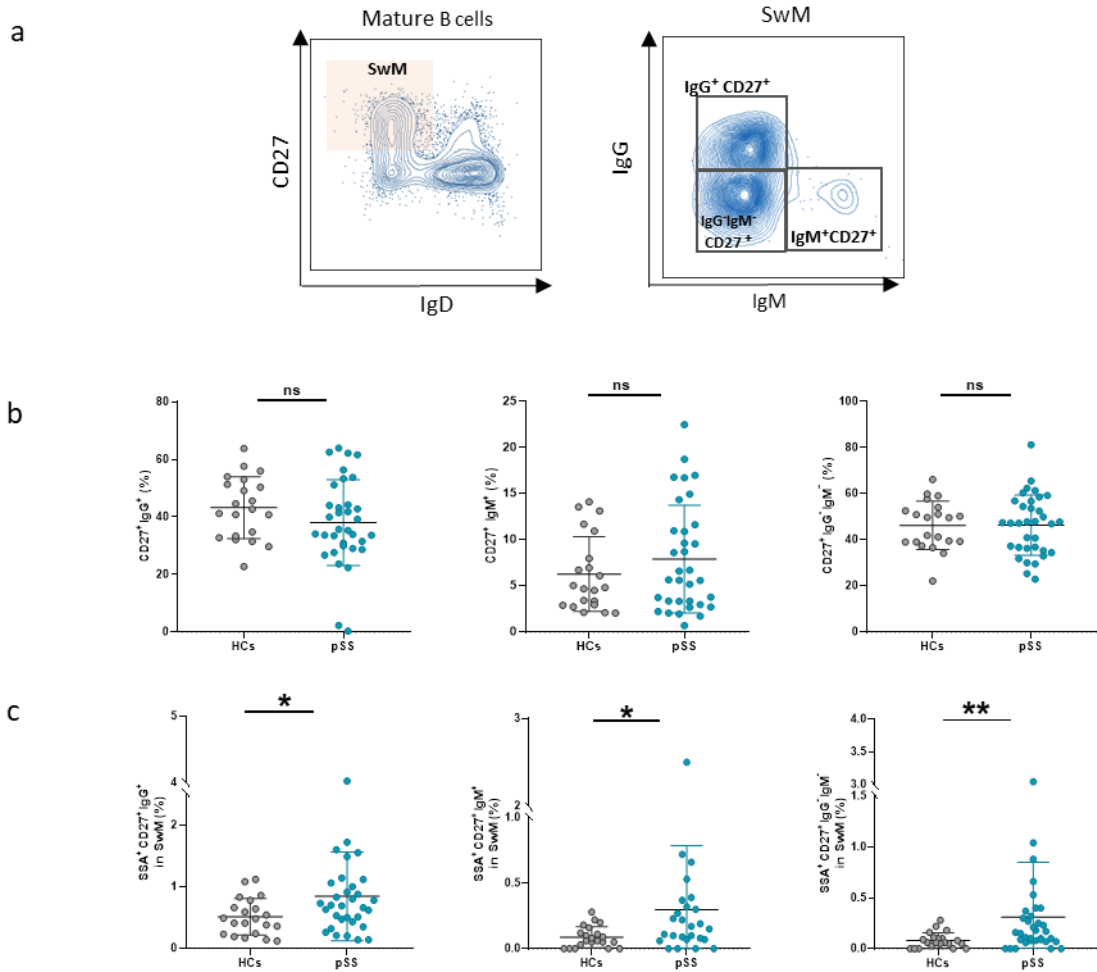 a
Mature B cells
SwM
CD27
IgD
SwM
IgG⁺ CD27⁺
IgG⁻IgM⁻
CD27⁺
IgM⁺CD27⁺
IgG
IgM
b
ns
80
60
40
20
0
CD27⁺IgG⁺ (%)
HCs pSS
ns
25
20
15
10
5
0
CD27⁺ IgM⁺ (%)
HCs pSS
ns
100
80
60
40
20
0
CD27⁺ IgG⁻ IgM⁻ (%)
HCs pSS
c
*
5
4
2
1
0
SSA⁺ CD27⁺ IgG⁺
in SwM (%)
HCs pSS
*
3
2
1.0
0.5
0.0
SSA⁺ CD27⁺ IgM⁺
in SwM (%)
HCs pSS
**
4.0
3.5
3.0
1.5
1.0
0.5
0.0
SSA⁺ CD27⁺ IgG⁻ IgM⁻
in SwM (%)
HCs pSS